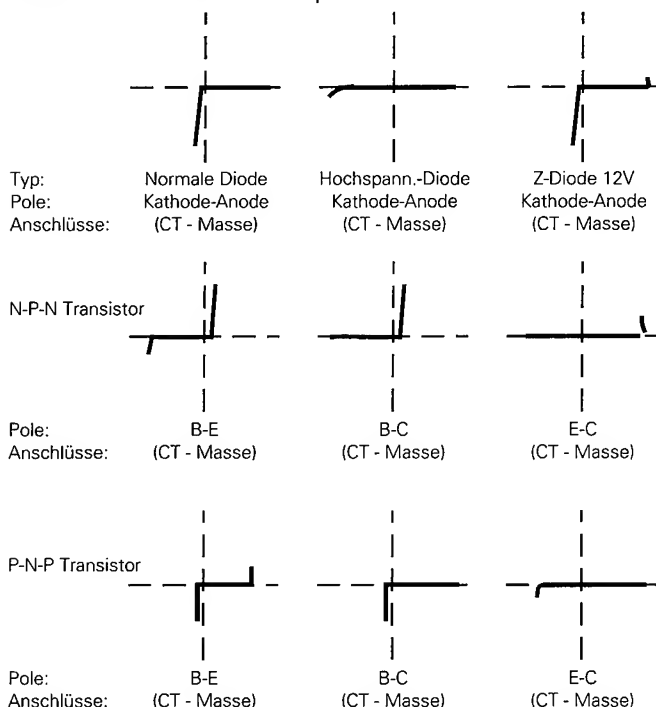 Typ: Normale Diode Hochspann.-Diode Z-Diode 12V
Pole: Kathode-Anode Kathode-Anode Kathode-Anode
Anschlüsse: (CT - Masse) (CT - Masse) (CT - Masse)
N-P-N Transistor
Pole: B-E B-C E-C
Anschlüsse: (CT - Masse) (CT - Masse) (CT - Masse)
P-N-P Transistor
Pole: B-E B-C E-C
Anschlüsse: (CT - Masse) (CT - Masse) (CT - Masse)